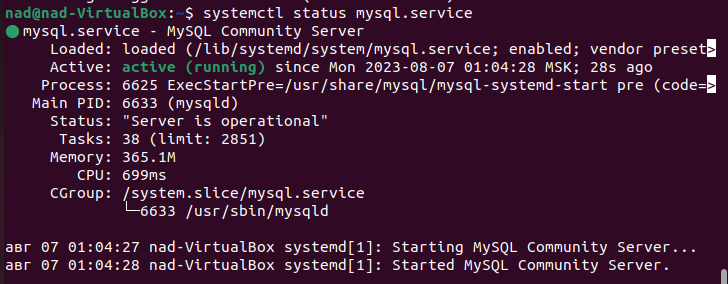 nad@nad-VirtualBox:~$ systemctl status mysql.service
● mysql.service - MySQL Community Server
     Loaded: loaded (/lib/systemd/system/mysql.service; enabled; vendor preset>
     Active: active (running) since Mon 2023-08-07 01:04:28 MSK; 28s ago
    Process: 6625 ExecStartPre=/usr/share/mysql/mysql-systemd-start pre (code=>
   Main PID: 6633 (mysqld)
     Status: "Server is operational"
      Tasks: 38 (limit: 2851)
     Memory: 365.1M
        CPU: 699ms
     CGroup: /system.slice/mysql.service
             └─6633 /usr/sbin/mysqld
авг 07 01:04:27 nad-VirtualBox systemd[1]: Starting MySQL Community Server...
авг 07 01:04:28 nad-VirtualBox systemd[1]: Started MySQL Community Server.